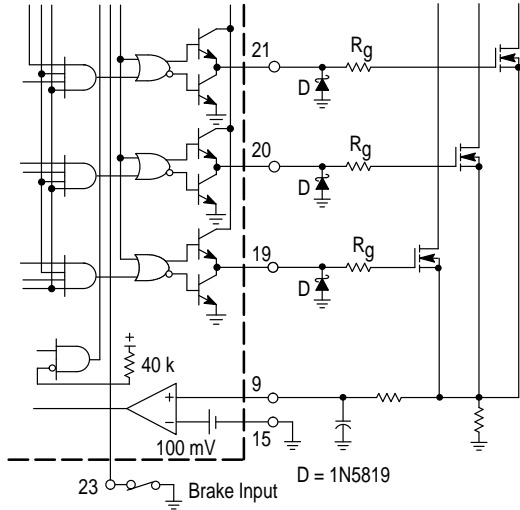 21
Rg
D
20
Rg
D
19
Rg
D
+
40 k
9
+
-
100 mV
15
23
Brake Input
D = 1N5819